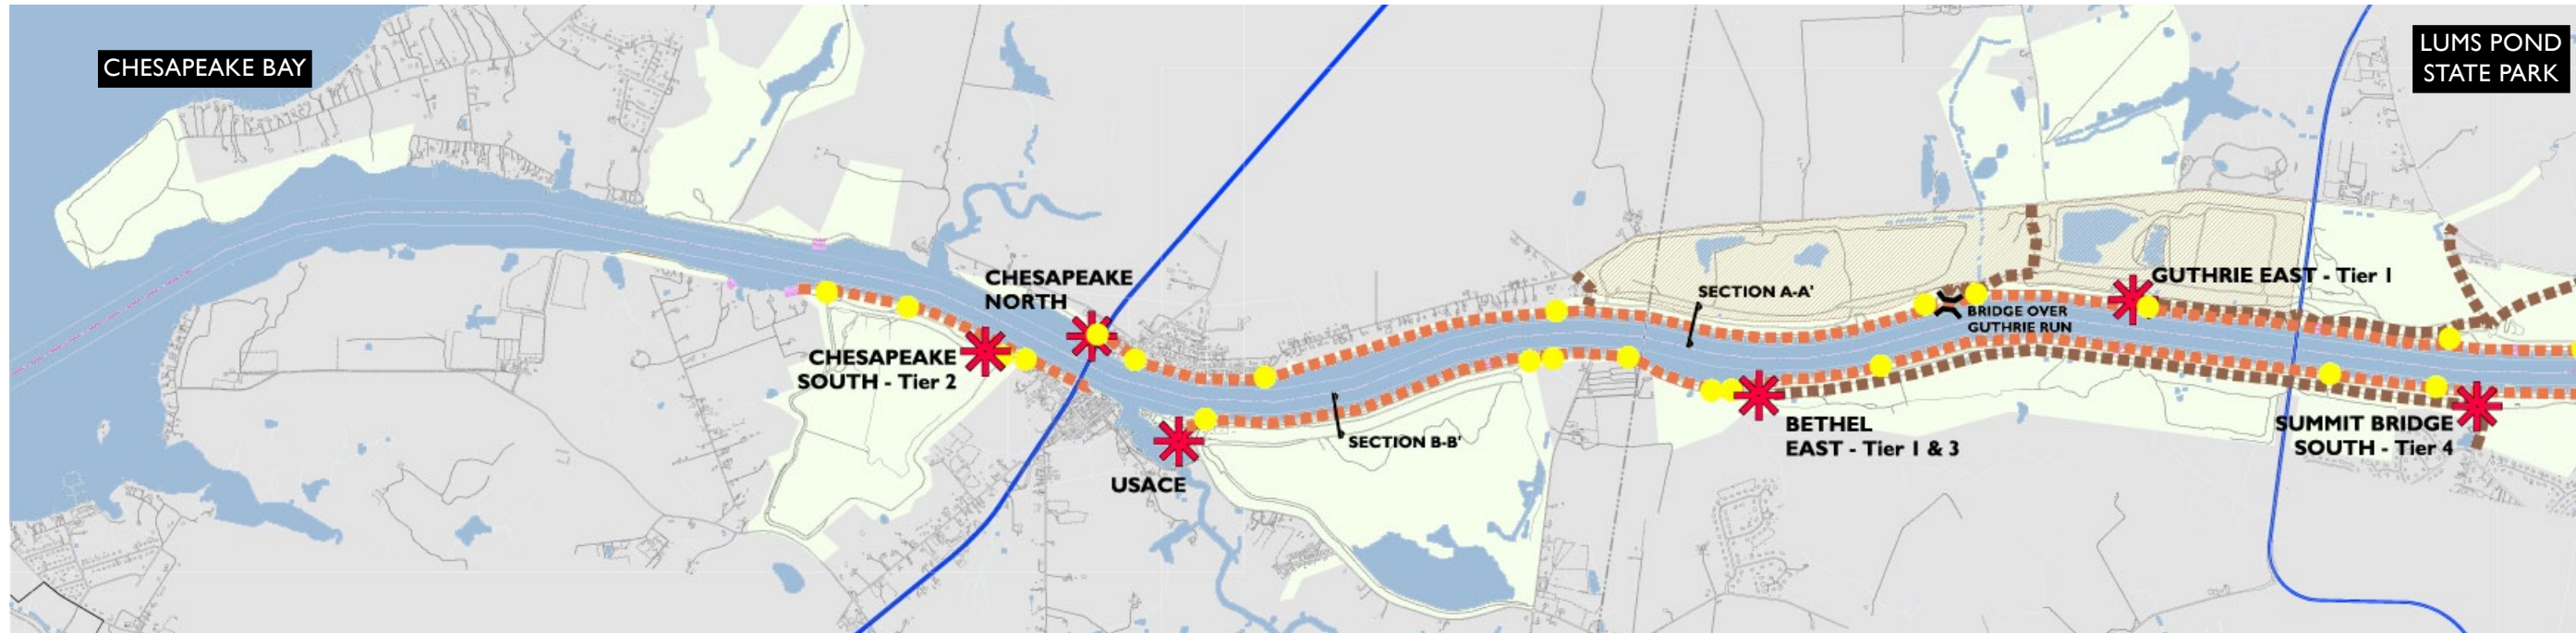 CHESAPEAKE BAY
LUMS POND
STATE PARK
CHESAPEAKE
NORTH
CHESAPEAKE
SOUTH - Tier 2
USACE
SECTION B-B'
SECTION A-A'
BRIDGE OVER
GUTHRIE RUN
GUTHRIE EAST - Tier 1
BETHEL
EAST - Tier 1 & 3
SUMMIT BRIDGE
SOUTH - Tier 4